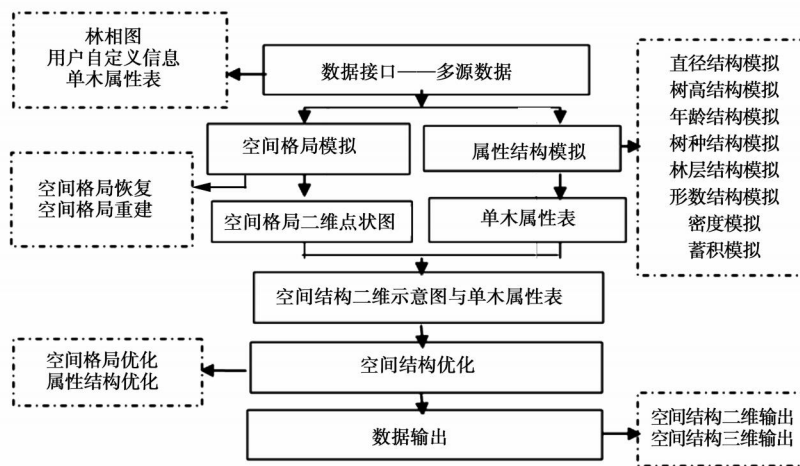 林相图
用户自定义信息
单木属性表
数据接口——多源数据
直径结构模拟
树高结构模拟
年龄结构模拟
树种结构模拟
林层结构模拟
形数结构模拟
密度模拟
蓄积模拟
空间格局模拟
属性结构模拟
空间格局恢复
空间格局重建
空间格局二维点状图
单木属性表
空间结构二维示意图与单木属性表
空间格局优化
属性结构优化
空间结构优化
数据输出
空间结构二维输出
空间结构三维输出